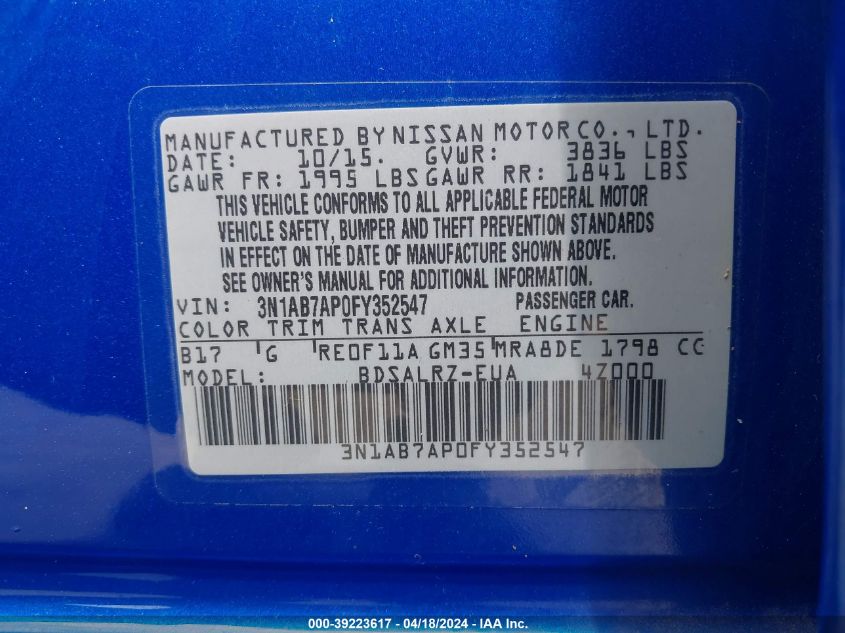 MANUFACTURED BY NISSAN MOTOR CO., LTD.
DATE: 10/15. GVWR: 3836 LBS
GAWR FR: 1995 LBS GAWR RR: 1841 LBS
THIS VEHICLE CONFORMS TO ALL APPLICABLE FEDERAL MOTOR
VEHICLE SAFETY, BUMPER AND THEFT PREVENTION STANDARDS
IN EFFECT ON THE DATE OF MANUFACTURE SHOWN ABOVE.
SEE OWNER'S MANUAL FOR ADDITIONAL INFORMATION.
VIN: 3N1AB7AP0FY352547 PASSENGER CAR.
COLOR TRIM TRANS AXLE ENGINE
B17 G RE0F11A GM35 MRA8DE 1798 CC
MODEL: BDSALRZ-EUA 4Z000
3N1AB7AP0FY352547
000-39223617 - 04/18/2024 - IAA Inc.